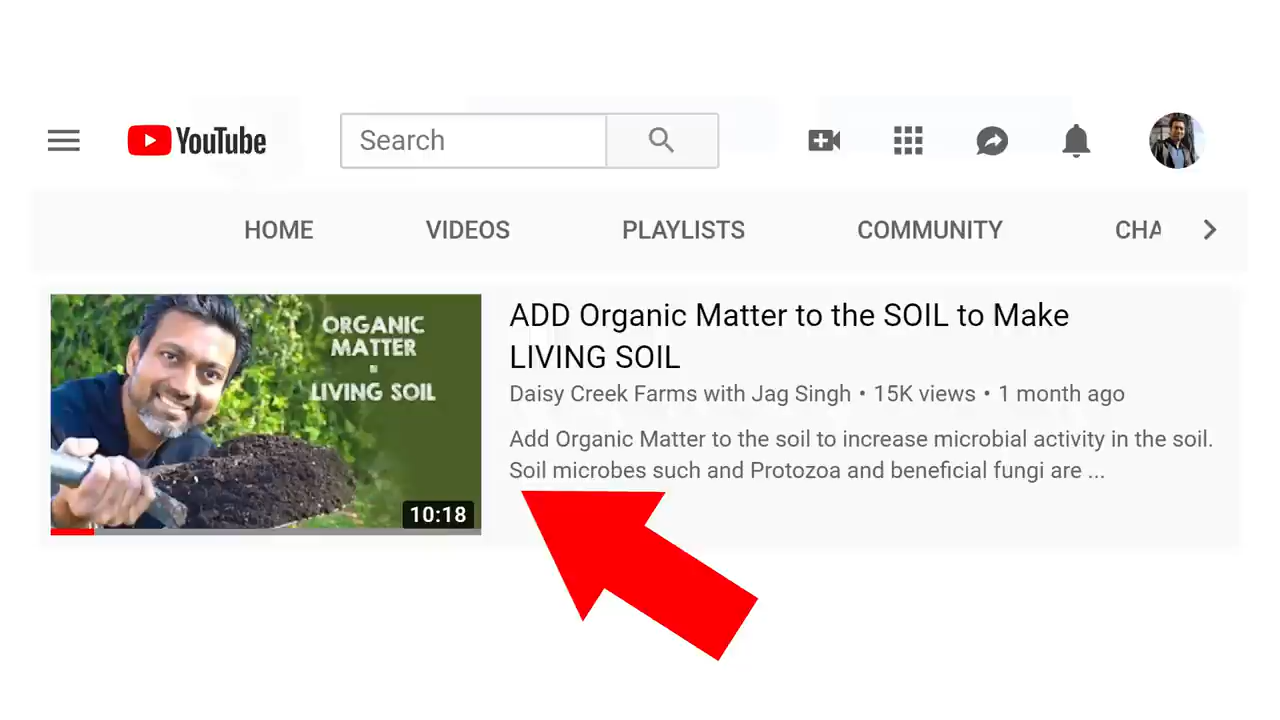 YouTube
Search
HOME VIDEOS PLAYLISTS COMMUNITY CHA
ORGANIC
MATTER
=
LIVING SOIL
10:18
ADD Organic Matter to the SOIL to Make
LIVING SOIL
Daisy Creek Farms with Jag Singh • 15K views • 1 month ago
Add Organic Matter to the soil to increase microbial activity in the soil.
Soil microbes such and Protozoa and beneficial fungi are ...